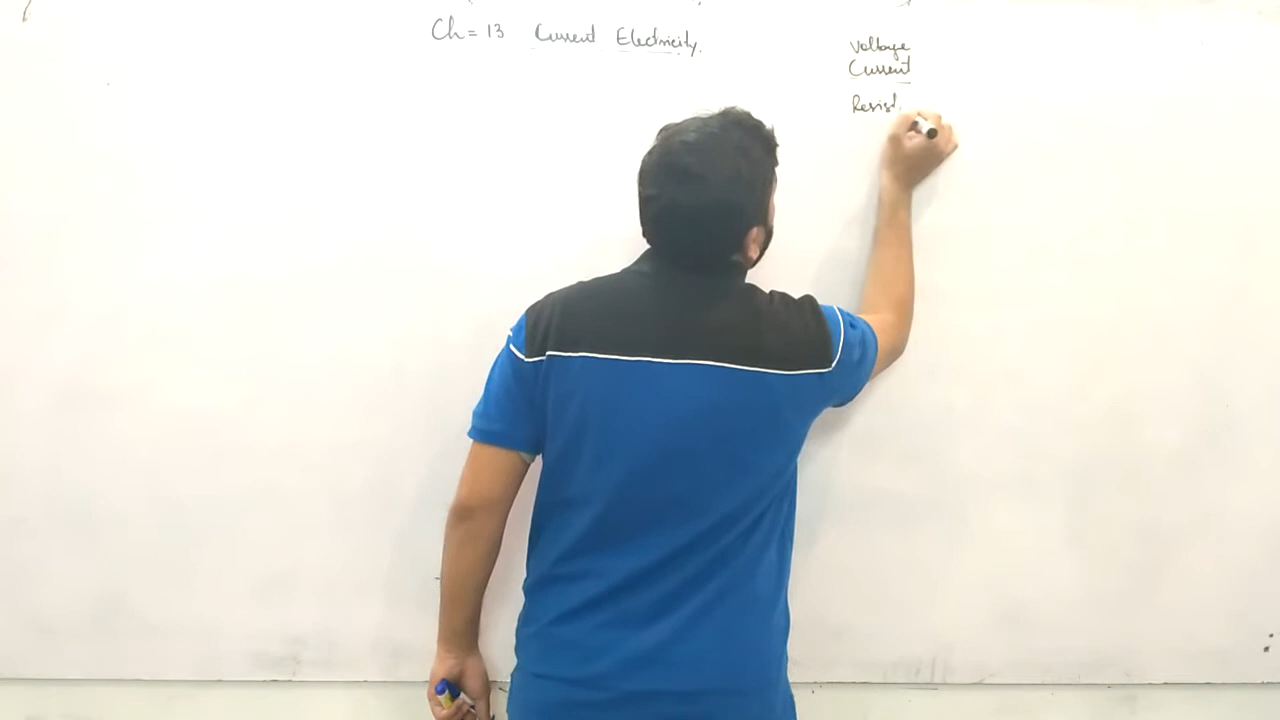 Ch = 13 Current Electricity.
Voltage
Current
Resist